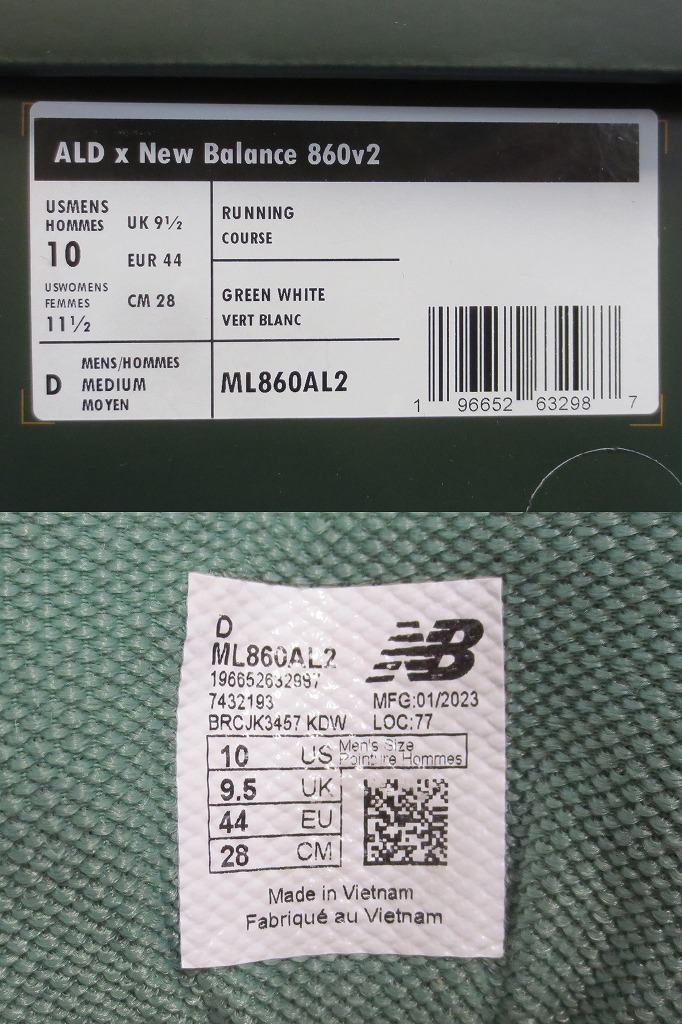 ALD x New Balance 860v2
USMENS
HOMMES
10
USWOMENS
FEMMES
11½
UK 9½
EUR 44
CM 28
RUNNING
COURSE
GREEN WHITE
VERT BLANC
D
MENS/HOMMES
MEDIUM
MOYEN
ML860AL2
1 96652 63298 7
D
ML860AL2
196652632987
7432193
BRCJK3457 KDW
NB
MFG:01/2023
LOC:77
10 US Men's Size
Pointure Hommes
9.5 UK
44 EU
28 CM
Made in Vietnam
Fabriqué au Vietnam